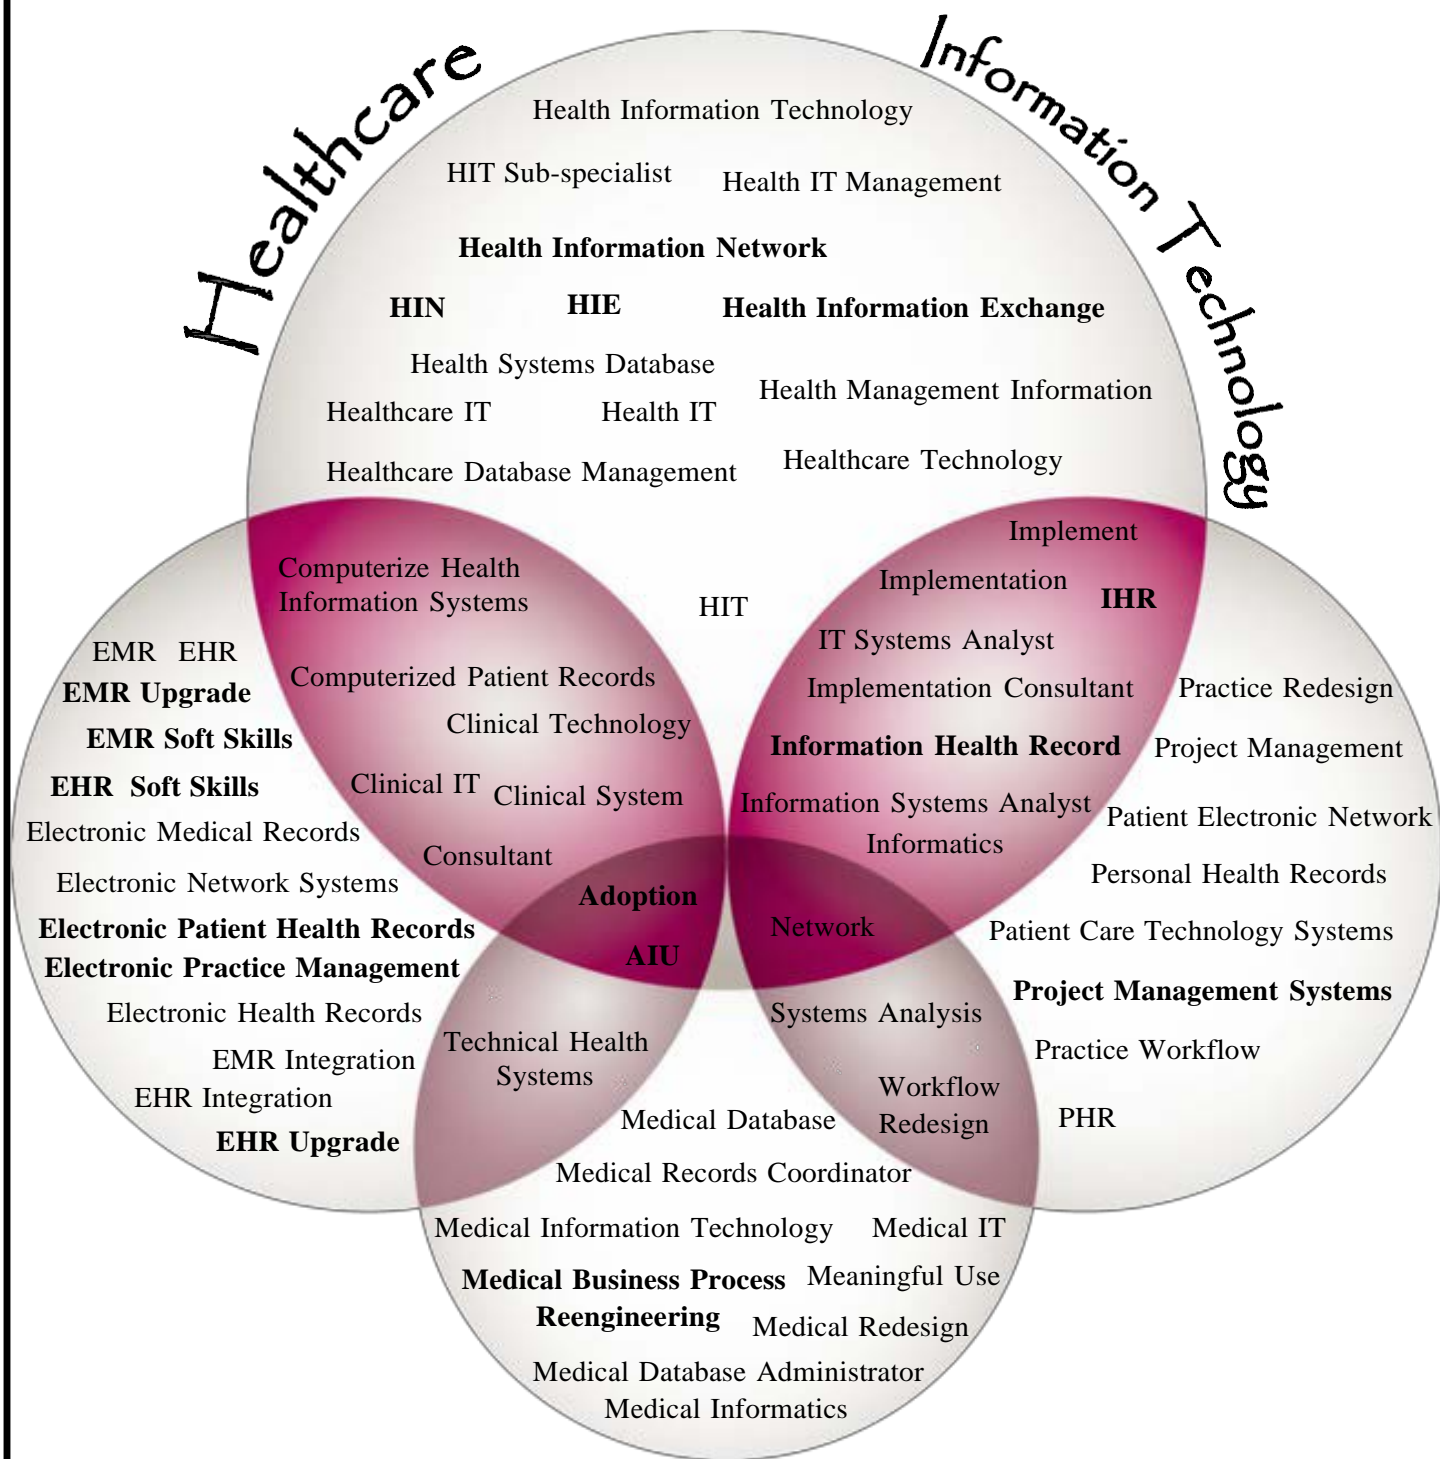 Healthcare
Information Technology
Health Information Technology
HIT Sub-specialist
Health IT Management
Health Information Network
HIN
HIE
Health Information Exchange
Health Systems Database
Health Management Information
Healthcare IT
Health IT
Healthcare Database Management
Healthcare Technology
HIT
Computerize Health
Information Systems
Computerized Patient Records
Clinical Technology
Clinical IT
Clinical System
Consultant
Adoption
AIU
Implement
Implementation
IHR
IT Systems Analyst
Implementation Consultant
Information Health Record
Information Systems Analyst
Informatics
Network
EMR EHR
EMR Upgrade
EMR Soft Skills
EHR Soft Skills
Electronic Medical Records
Electronic Network Systems
Electronic Patient Health Records
Electronic Practice Management
Electronic Health Records
EMR Integration
EHR Integration
EHR Upgrade
Practice Redesign
Project Management
Patient Electronic Network
Personal Health Records
Patient Care Technology Systems
Project Management Systems
Practice Workflow
PHR
Technical Health
Systems
Systems Analysis
Workflow
Redesign
Medical Database
Medical Records Coordinator
Medical Information Technology
Medical IT
Medical Business Process
Reengineering
Meaningful Use
Medical Redesign
Medical Database Administrator
Medical Informatics